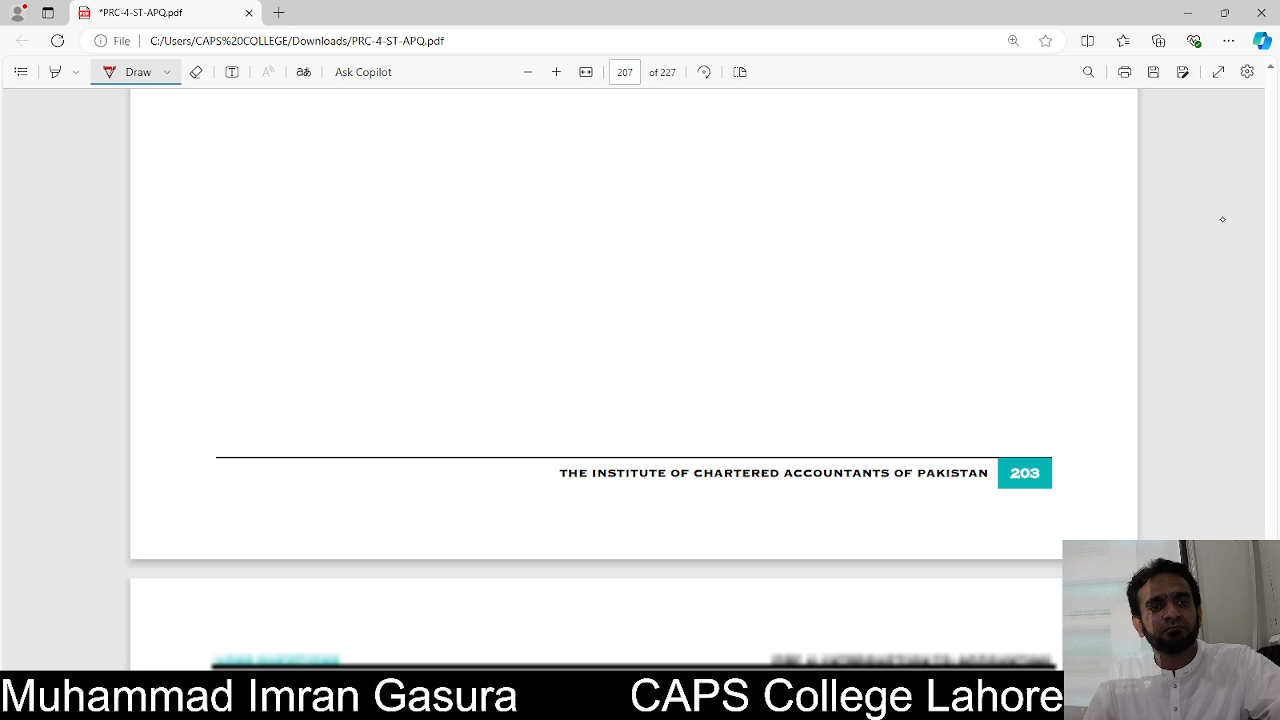 *PRC-4-ST-APQ.pdf
File
C:/Users/CAPS%20COLLEGE/Downloads/PRC-4-ST-APQ.pdf
Draw
Ask Copilot
207 of 227
THE INSTITUTE OF CHARTERED ACCOUNTANTS OF PAKISTAN 203
Muhammad Imran Gasura CAPS College Lahore